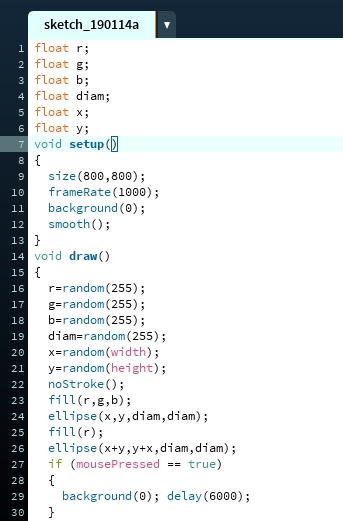 sketch_190114a ▼
1 float r;
2 float g;
3 float b;
4 float diam;
5 float x;
6 float y;
7 void setup()
8 {
9   size(800,800);
10   frameRate(1000);
11   background(0);
12   smooth();
13 }
14 void draw()
15 {
16   r=random(255);
17   g=random(255);
18   b=random(255);
19   diam=random(255);
20   x=random(width);
21   y=random(height);
22   noStroke();
23   fill(r,g,b);
24   ellipse(x,y,diam,diam);
25   fill(r);
26   ellipse(x+y,y+x,diam,diam);
27   if (mousePressed == true)
28   {
29     background(0); delay(6000);
30   }